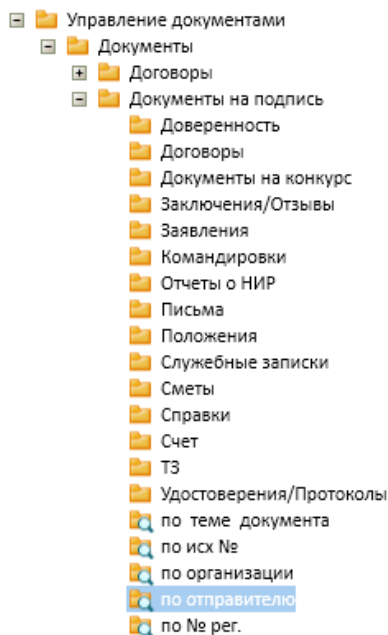 Управление документами
Документы
Договоры
Документы на подпись
Доверенность
Договоры
Документы на конкурс
Заключения/Отзывы
Заявления
Командировки
Отчеты о НИР
Письма
Положения
Служебные записки
Сметы
Справки
Счет
ТЗ
Удостоверения/Протоколы
по теме документа
по исх №
по организации
по отправителю
по № рег.